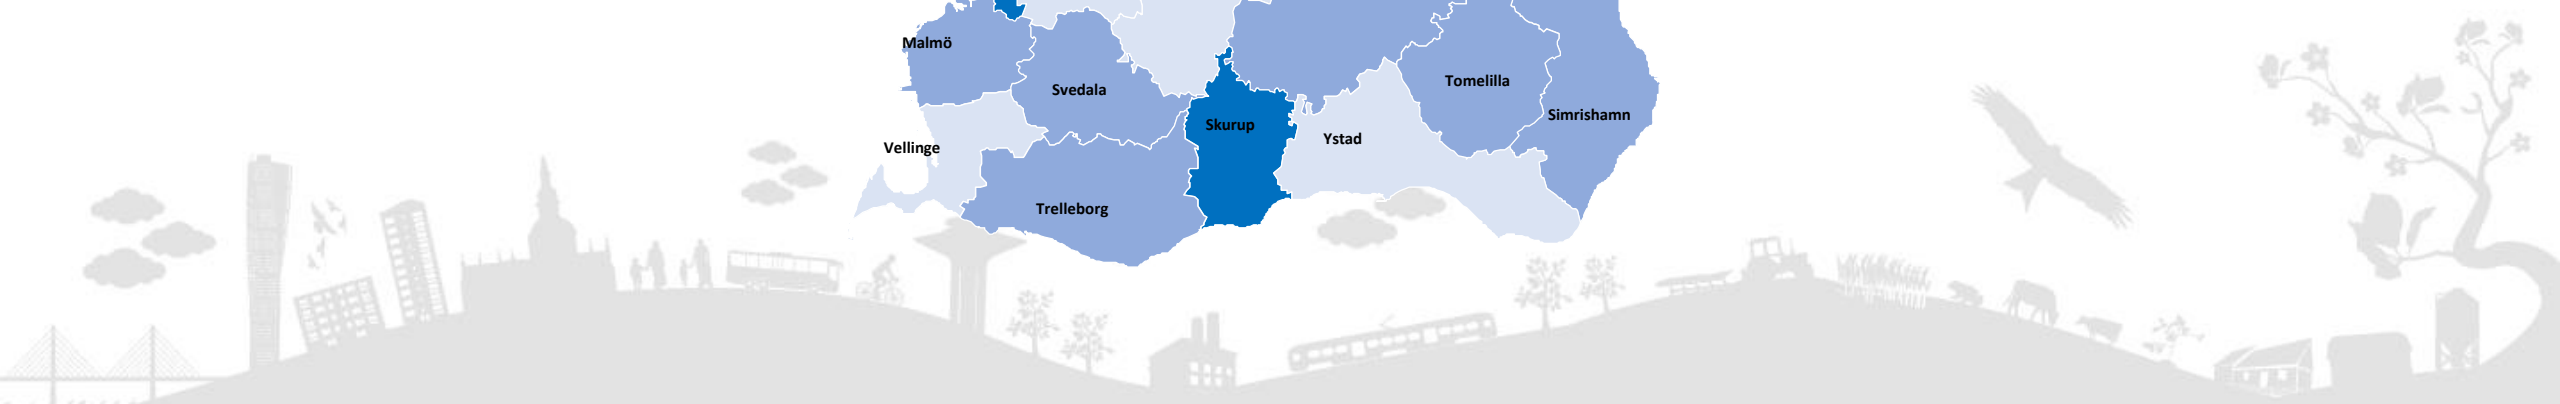 Malmö
Tomelilla
Svedala
Simrishamn
Skurup
Ystad
Vellinge
Trelleborg